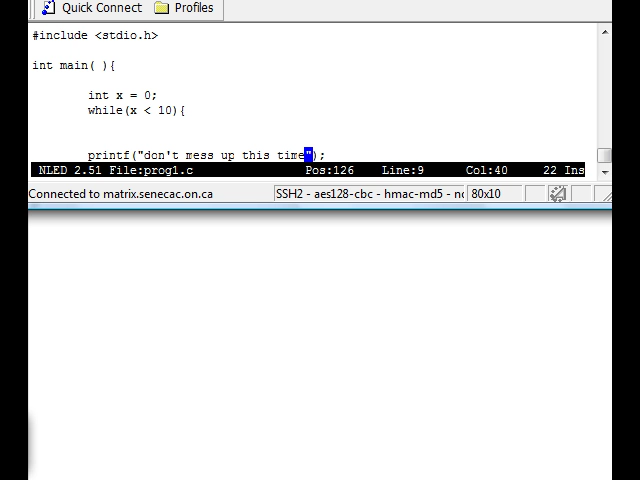 Quick Connect Profiles
#include <stdio.h>
int main( ){
int x = 0;
while(x < 10){
printf("don't mess up this time");
NLED 2.51 File:prog1.c Pos:126 Line:9 Col:40 22 Ins
Connected to matrix.senecac.on.ca SSH2 - aes128-cbc - hmac-md5 - 80x10